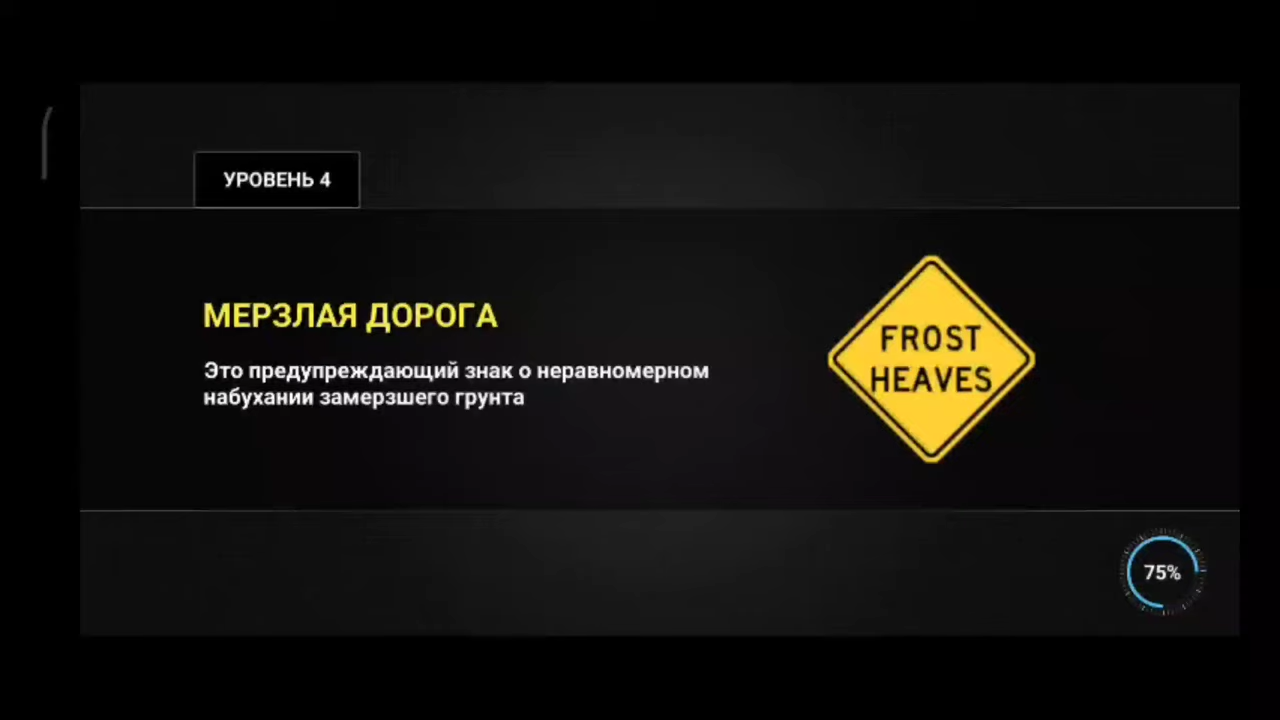 УРОВЕНЬ 4
МЕРЗЛАЯ ДОРОГА
Это предупреждающий знак о неравномерном
набухании замерзшего грунта
FROST
HEAVES
75%